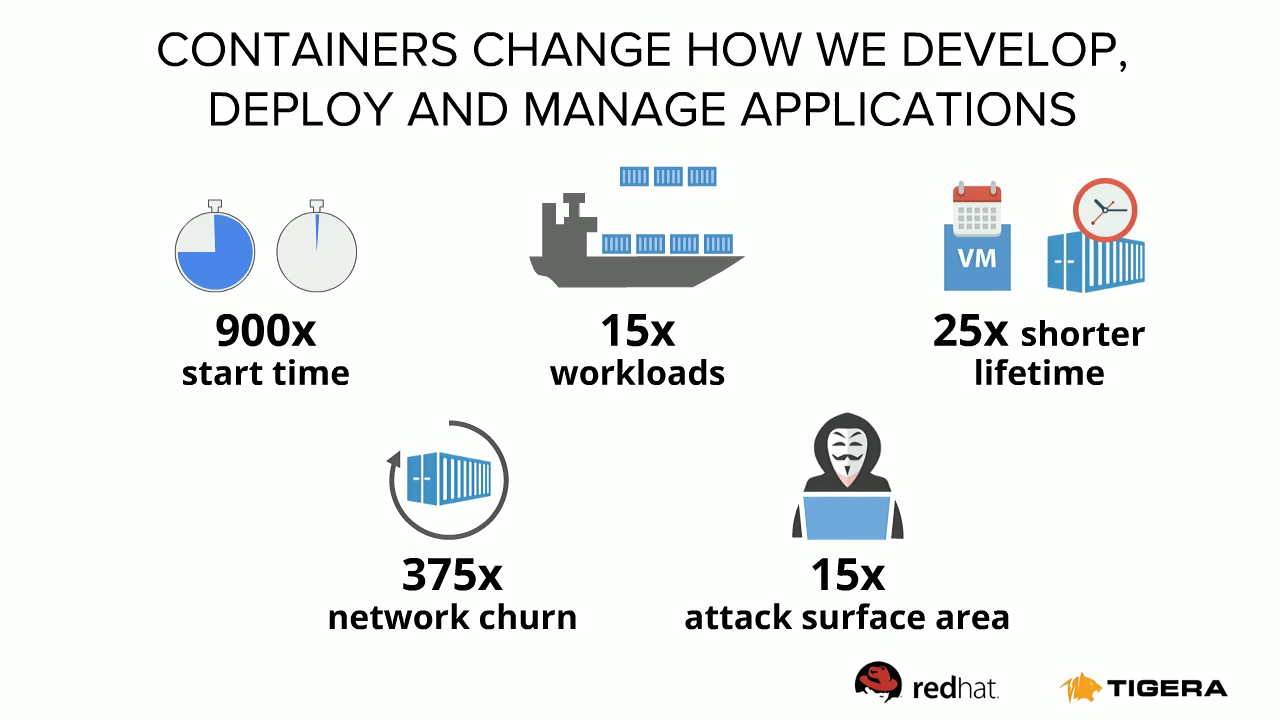 CONTAINERS CHANGE HOW WE DEVELOP,
DEPLOY AND MANAGE APPLICATIONS
900x
start time
15x
workloads
VM
25x shorter
lifetime
375x
network churn
15x
attack surface area
redhat.
TIGERA